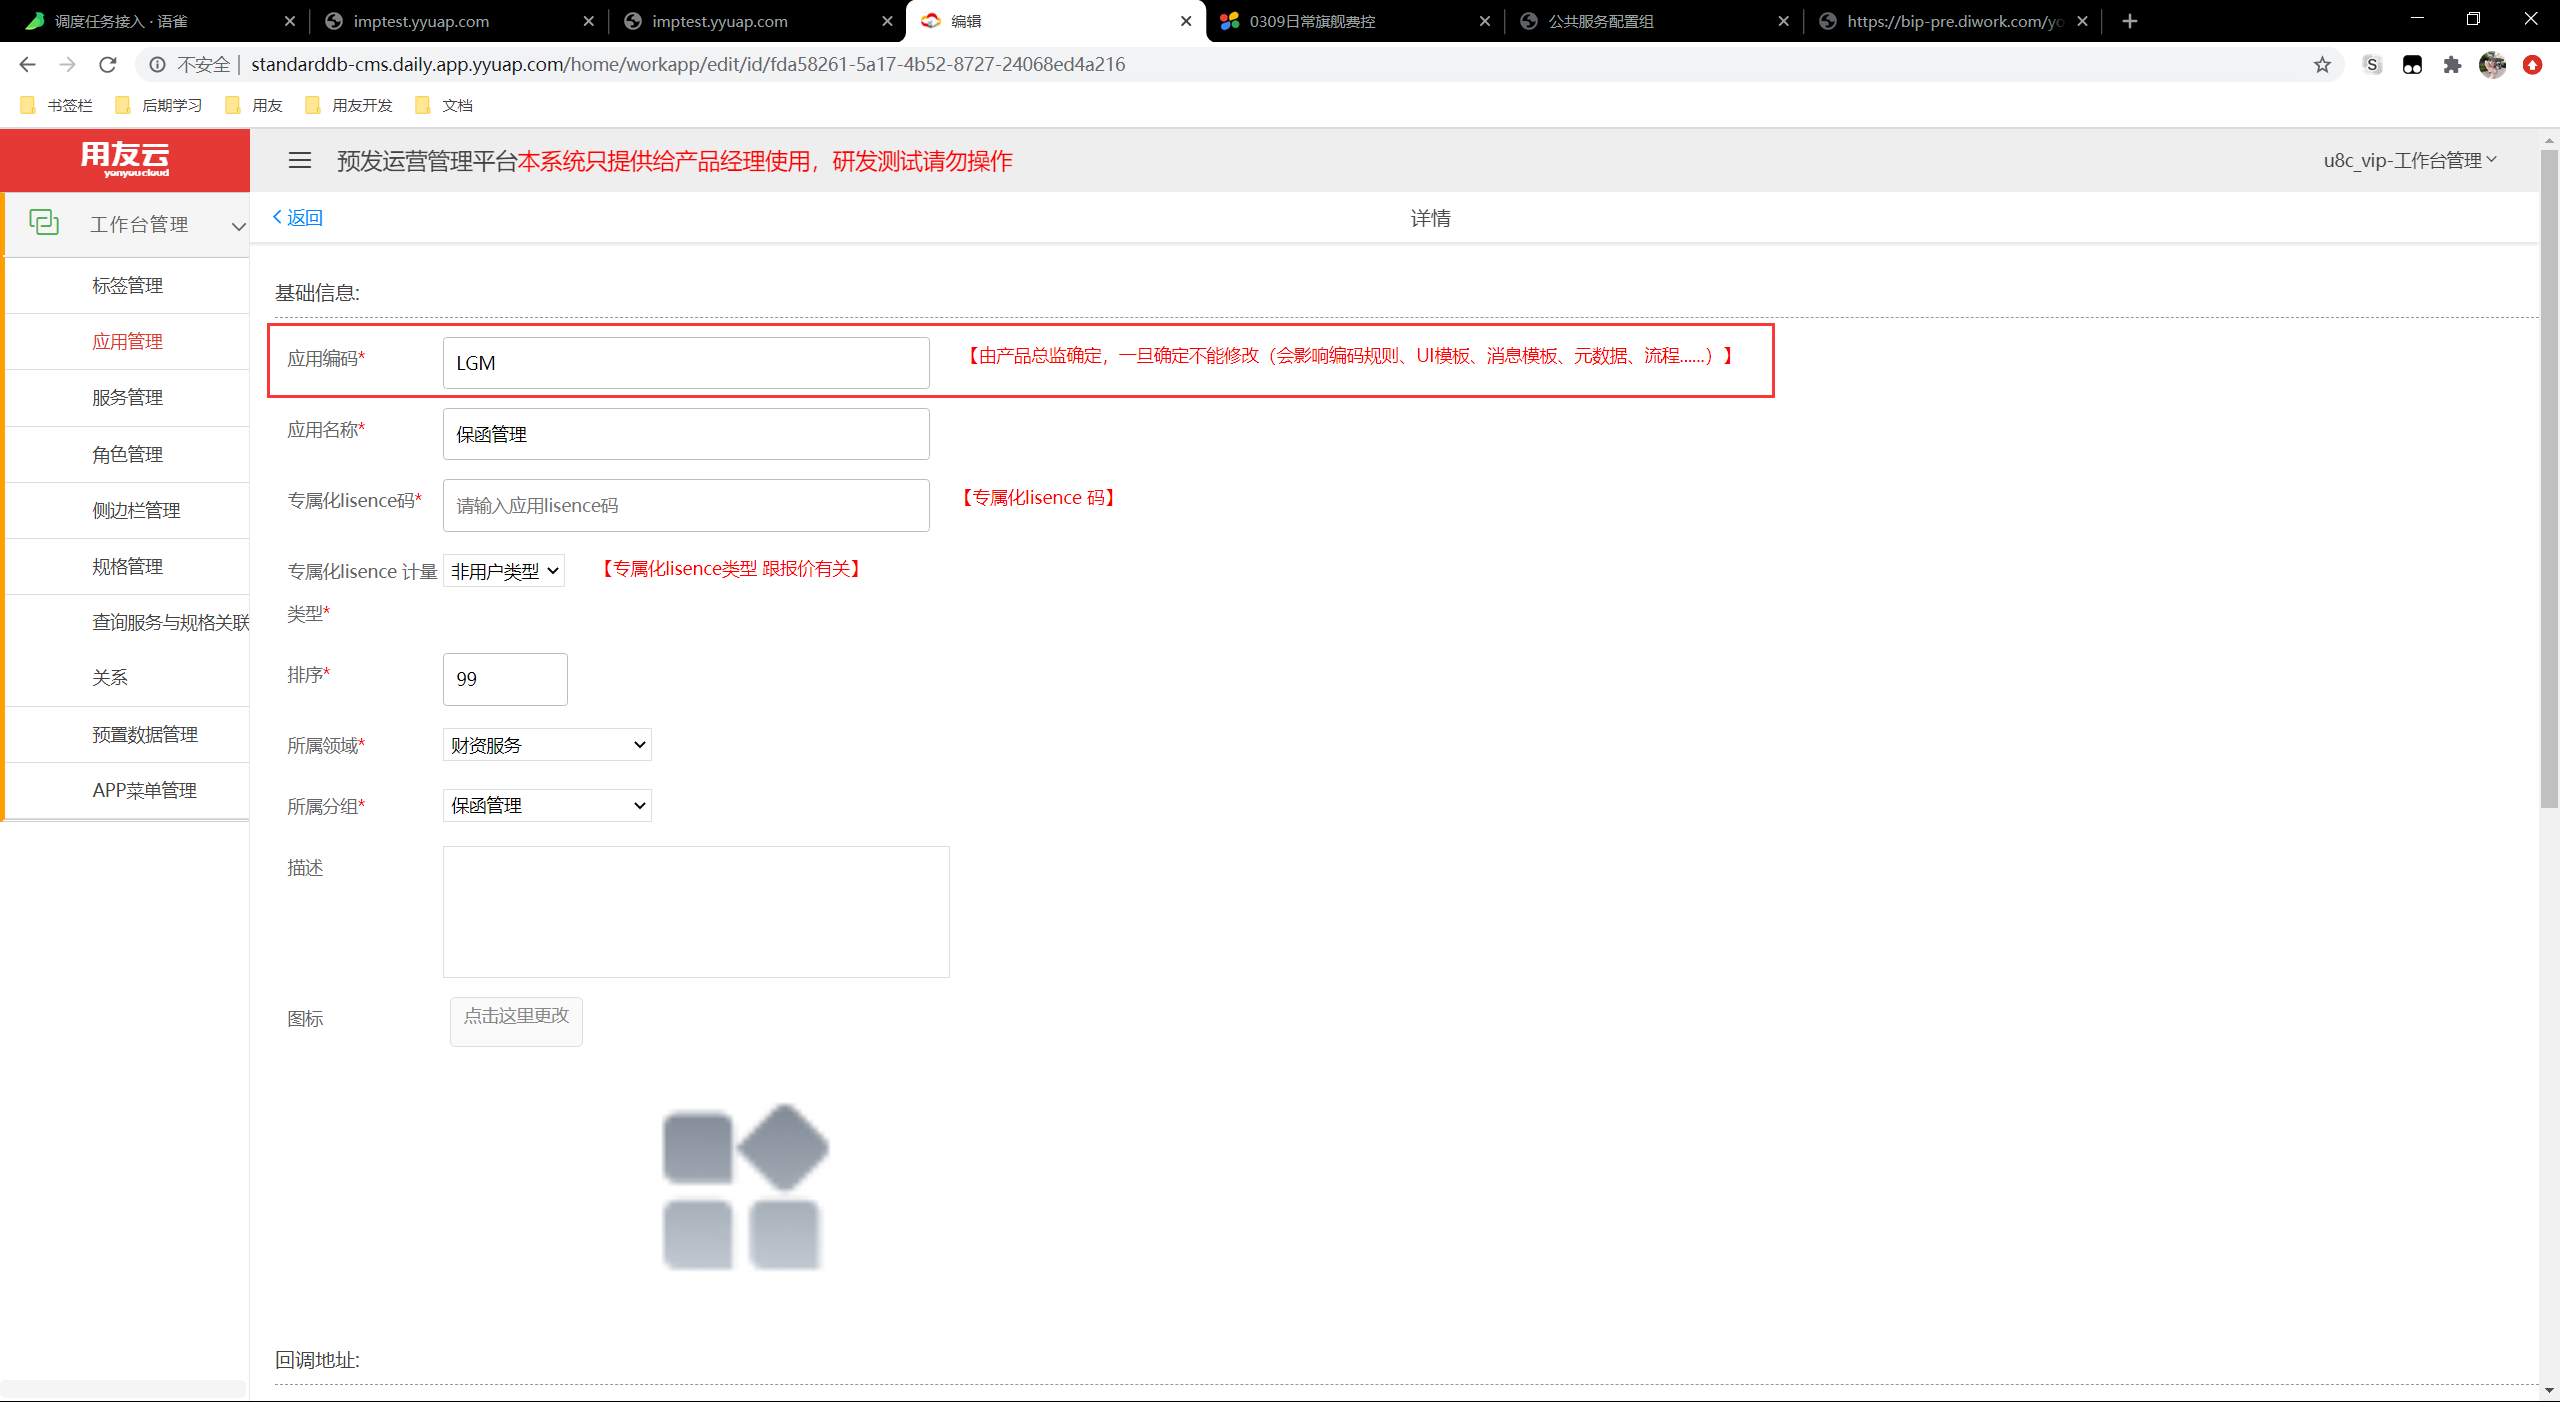 调度任务接入 · 语雀
imptest.yyuap.com
imptest.yyuap.com
编辑
0309日常旗舰费控
公共服务配置组
https://bip-pre.diwork.com/yo
不安全 | standarddb-cms.daily.app.yyuap.com/home/workapp/edit/id/fda58261-5a17-4b52-8727-24068ed4a216
S
书签栏
后期学习
用友
用友开发
文档
用友云
yonyou cloud
预发运营管理平台本系统只提供给产品经理使用，研发测试请勿操作
u8c_vip-工作台管理
工作台管理
标签管理
应用管理
服务管理
角色管理
侧边栏管理
规格管理
查询服务与规格关联
关系
预置数据管理
APP菜单管理
返回
详情
基础信息:
应用编码* LGM 【由产品总监确定，一旦确定不能修改（会影响编码规则、UI模板、消息模板、元数据、流程......）】
应用名称* 保函管理
专属化lisence码* 请输入应用lisence码 【专属化lisence 码】
专属化lisence 计量 非用户类型 【专属化lisence类型 跟报价有关】
类型*
排序* 99
所属领域* 财资服务
所属分组* 保函管理
描述
图标 点击这里更改
回调地址: